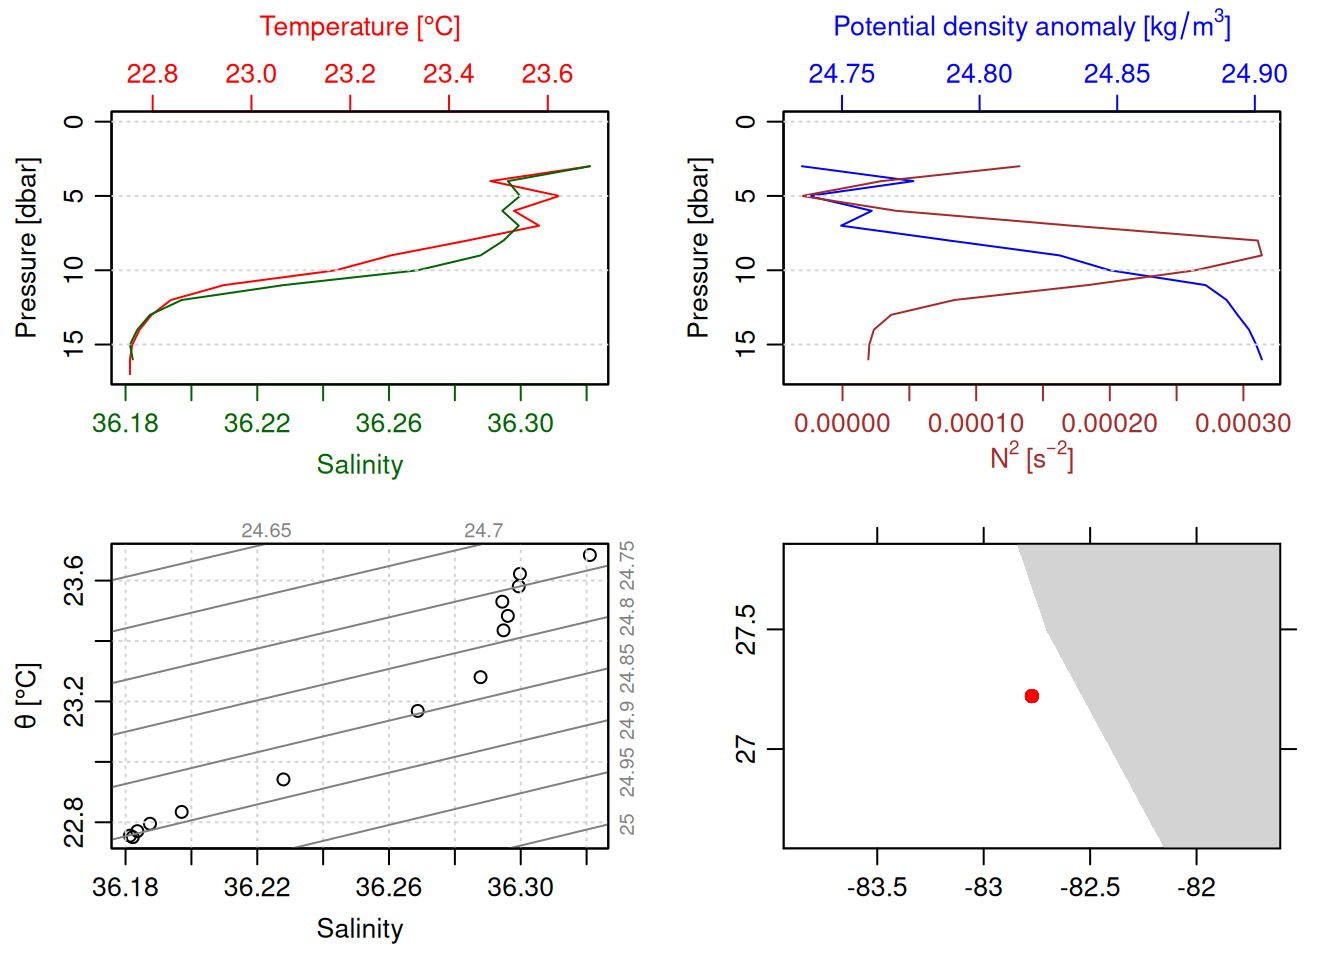 Temperature [°C]
22.8 23.0 23.2 23.4 23.6
Pressure [dbar]
0
5
10
15
36.18 36.22 36.26 36.30
Salinity
Potential density anomaly [kg/m³]
24.75 24.80 24.85 24.90
Pressure [dbar]
0
5
10
15
0.00000 0.00010 0.00020 0.00030
N² [s⁻²]
24.65 24.7
24.75
24.8
24.85
24.9
24.95
25
θ [°C]
23.6
23.2
22.8
36.18 36.22 36.26 36.30
Salinity
27.5
27
-83.5 -83 -82.5 -82